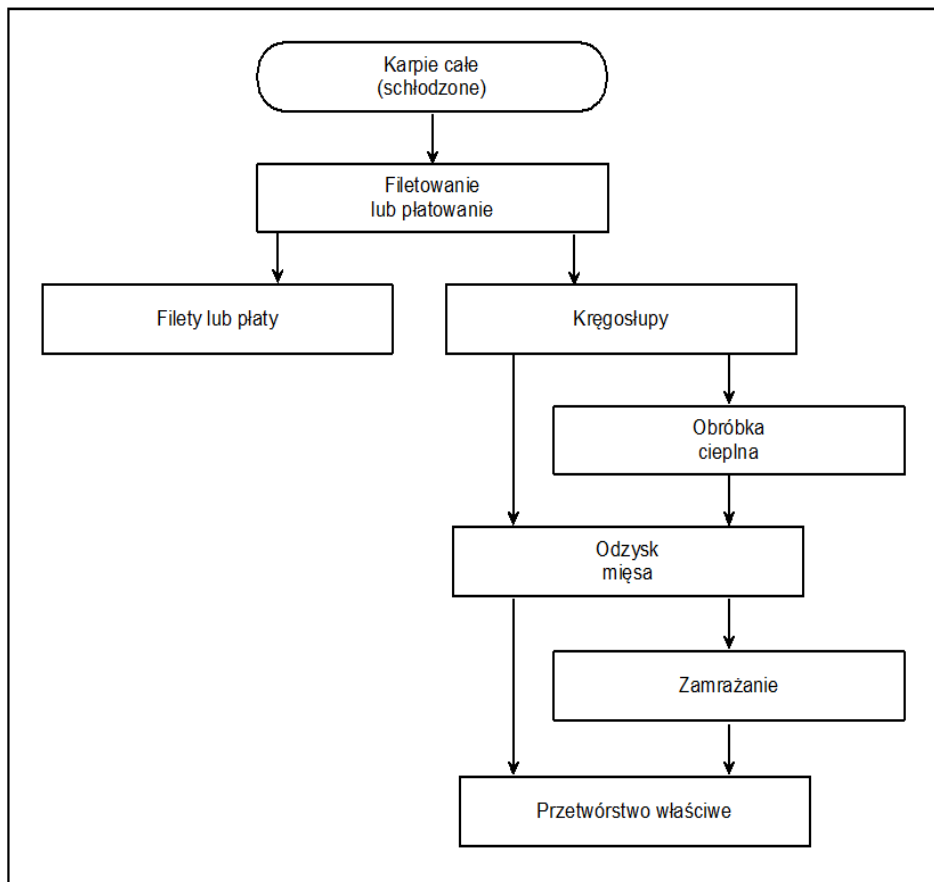 Karpie całe
(schłodzone)
Filetowanie
lub płatowanie
Filety lub płaty
Kręgosłupy
Obróbka
cieplna
Odzysk
mięsa
Zamrażanie
Przetwórstwo właściwe